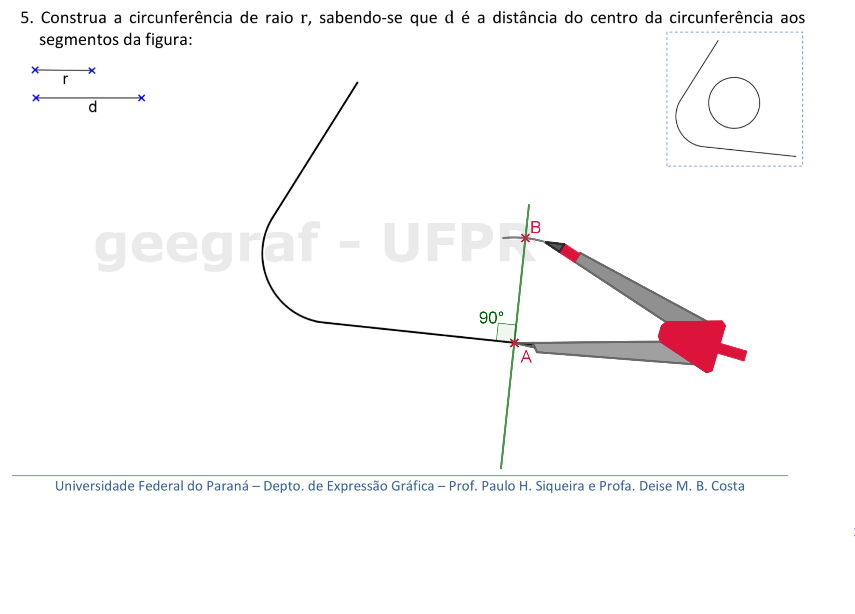 5. Construa a circunferência de raio r, sabendo-se que d é a distância do centro da circunferência aos
segmentos da figura:
r
d
geegraf - UFPR
B
90°
A
Universidade Federal do Paraná – Depto. de Expressão Gráfica – Prof. Paulo H. Siqueira e Profa. Deise M. B. Costa